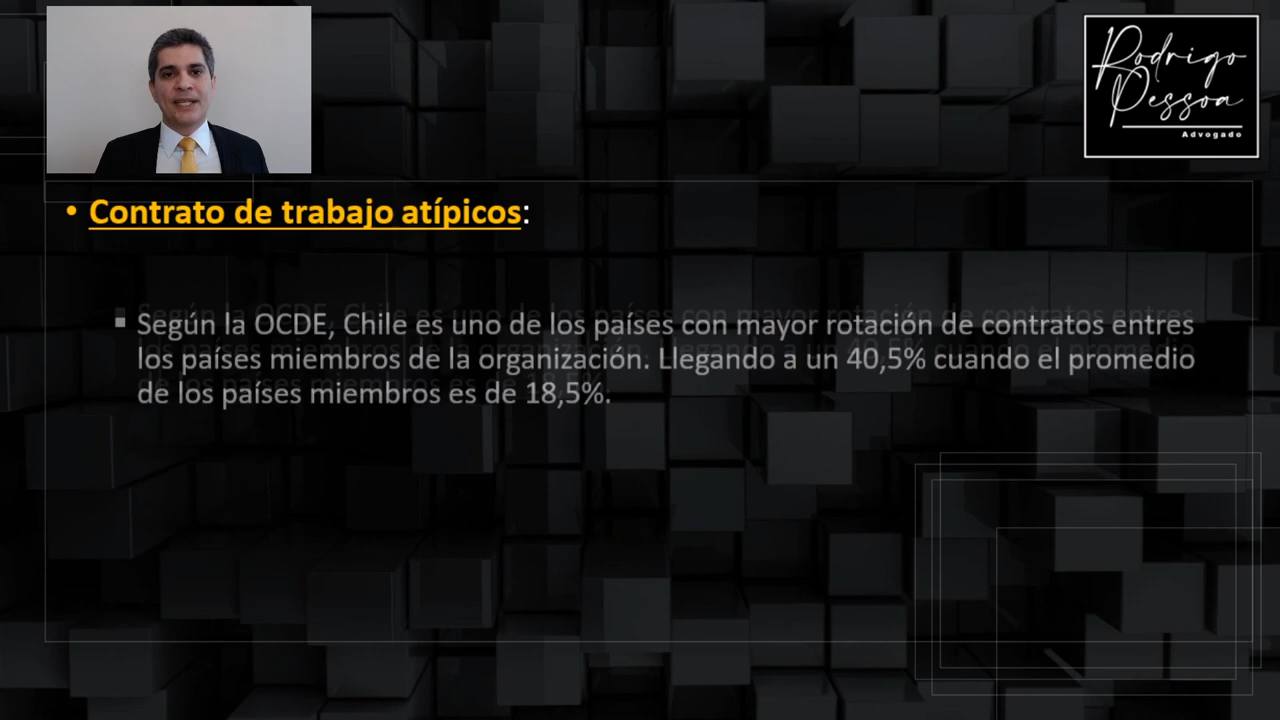 Rodrigo
Pessoa
Advogado
• Contrato de trabajo atípicos:
▪ Según la OCDE, Chile es uno de los países con mayor rotación de contratos entres
los países miembros de la organización. Llegando a un 40,5% cuando el promedio
de los países miembros es de 18,5%.